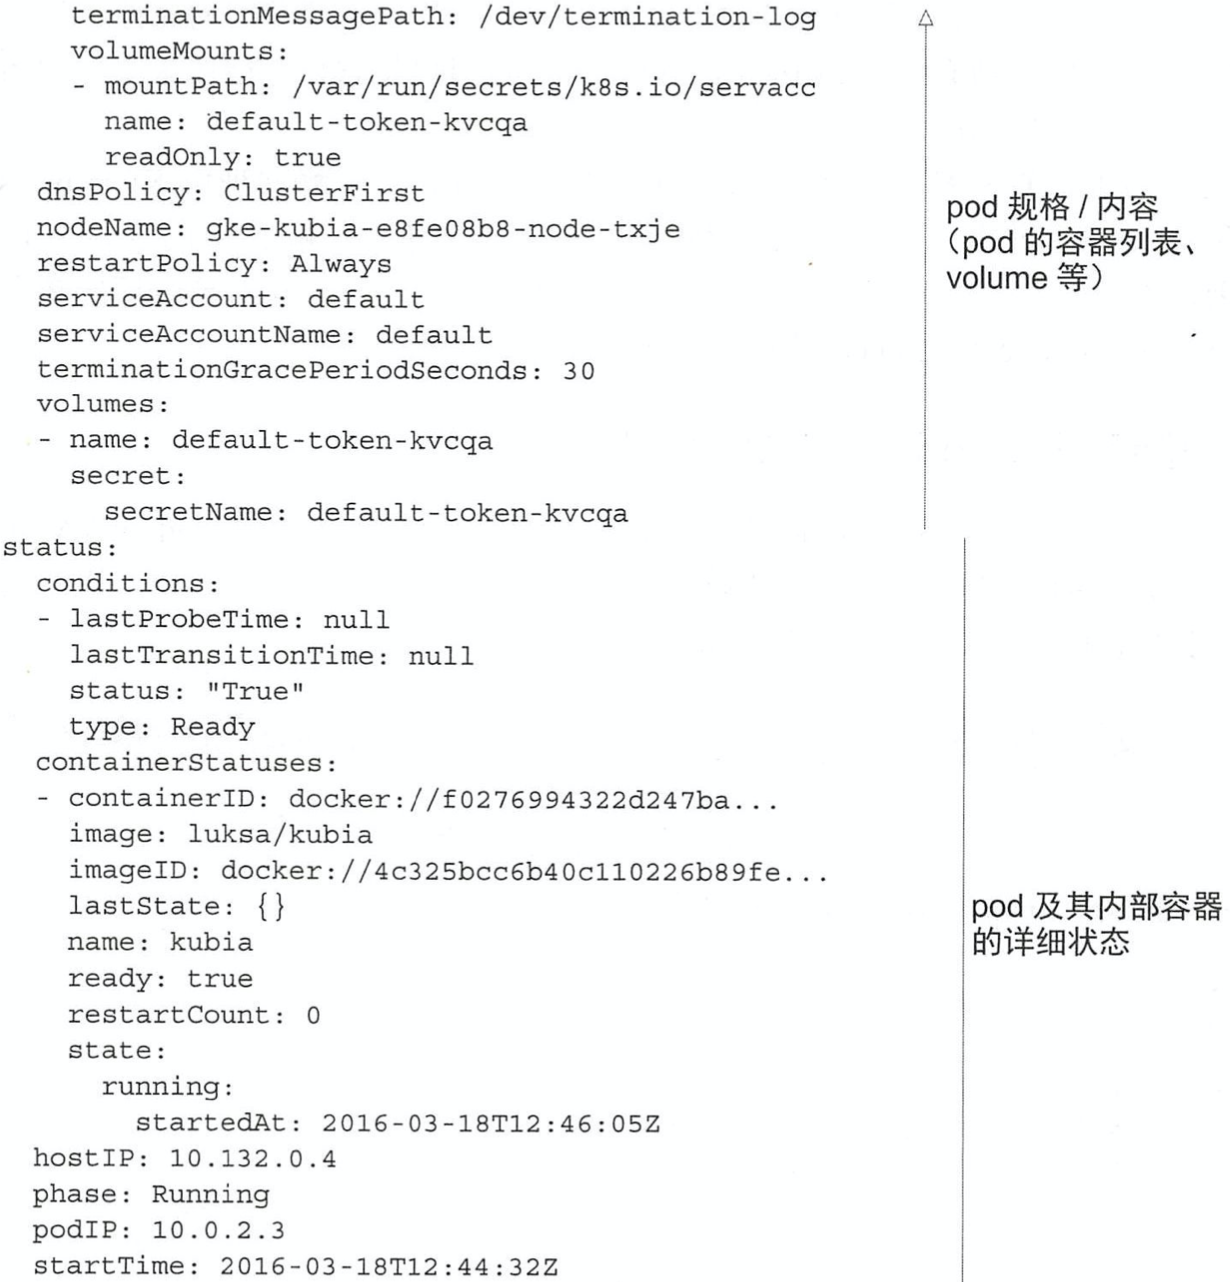 terminationMessagePath: /dev/termination-log
    volumeMounts:
    - mountPath: /var/run/secrets/k8s.io/servacc
      name: default-token-kvcqa
      readOnly: true
  dnsPolicy: ClusterFirst
  nodeName: gke-kubia-e8fe08b8-node-txje
  restartPolicy: Always
  serviceAccount: default
  serviceAccountName: default
  terminationGracePeriodSeconds: 30
  volumes:
  - name: default-token-kvcqa
    secret:
      secretName: default-token-kvcqa
pod 规格 / 内容
（pod 的容器列表、
volume 等）
status:
  conditions:
  - lastProbeTime: null
    lastTransitionTime: null
    status: "True"
    type: Ready
  containerStatuses:
  - containerID: docker://f0276994322d247ba...
    image: luksa/kubia
    imageID: docker://4c325bcc6b40c110226b89fe...
    lastState: {}
    name: kubia
    ready: true
    restartCount: 0
    state:
      running:
        startedAt: 2016-03-18T12:46:05Z
  hostIP: 10.132.0.4
  phase: Running
  podIP: 10.0.2.3
  startTime: 2016-03-18T12:44:32Z
pod 及其内部容器
的详细状态